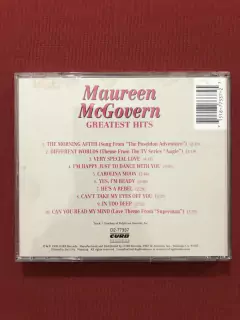 Maureen
McGovern
GREATEST HITS
1. THE MORNING AFTER (Song From "The Poseidon Adventure")
2. DIFFERENT WORLDS (Theme From The TV Series "Angie")
3. VERY SPECIAL LOVE
4. I'M HAPPY JUST TO DANCE WITH YOU
5. CAROLINA MOON
6. YES, I'M READY
7. HE'S A REBEL
8. CAN'T TAKE MY EYES OFF YOU
9. IN TOO DEEP
10. CAN YOU READ MY MIND (Love Theme From "Superman")
CURB